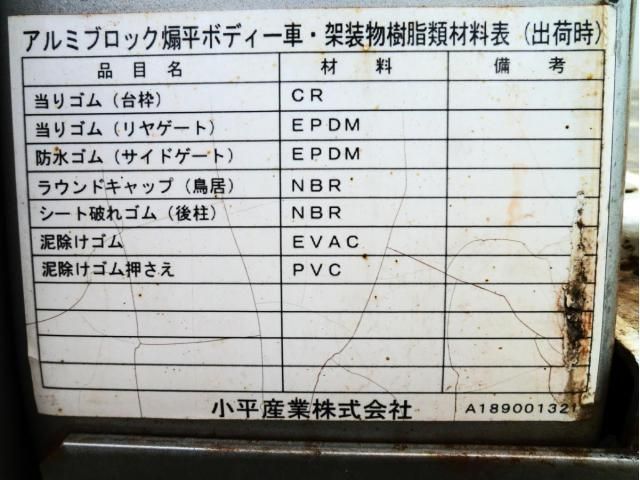 アルミブロック煽平ボディー車・架装物樹脂類材料表（出荷時）
品目名 材料 備考
当りゴム（台枠） CR
当りゴム（リヤゲート） EPDM
防水ゴム（サイドゲート） EPDM
ラウンドキャップ（鳥居） NBR
シート破れゴム（後柱） NBR
泥除けゴム EVAC
泥除けゴム押さえ PVC
小平産業株式会社 A18900132